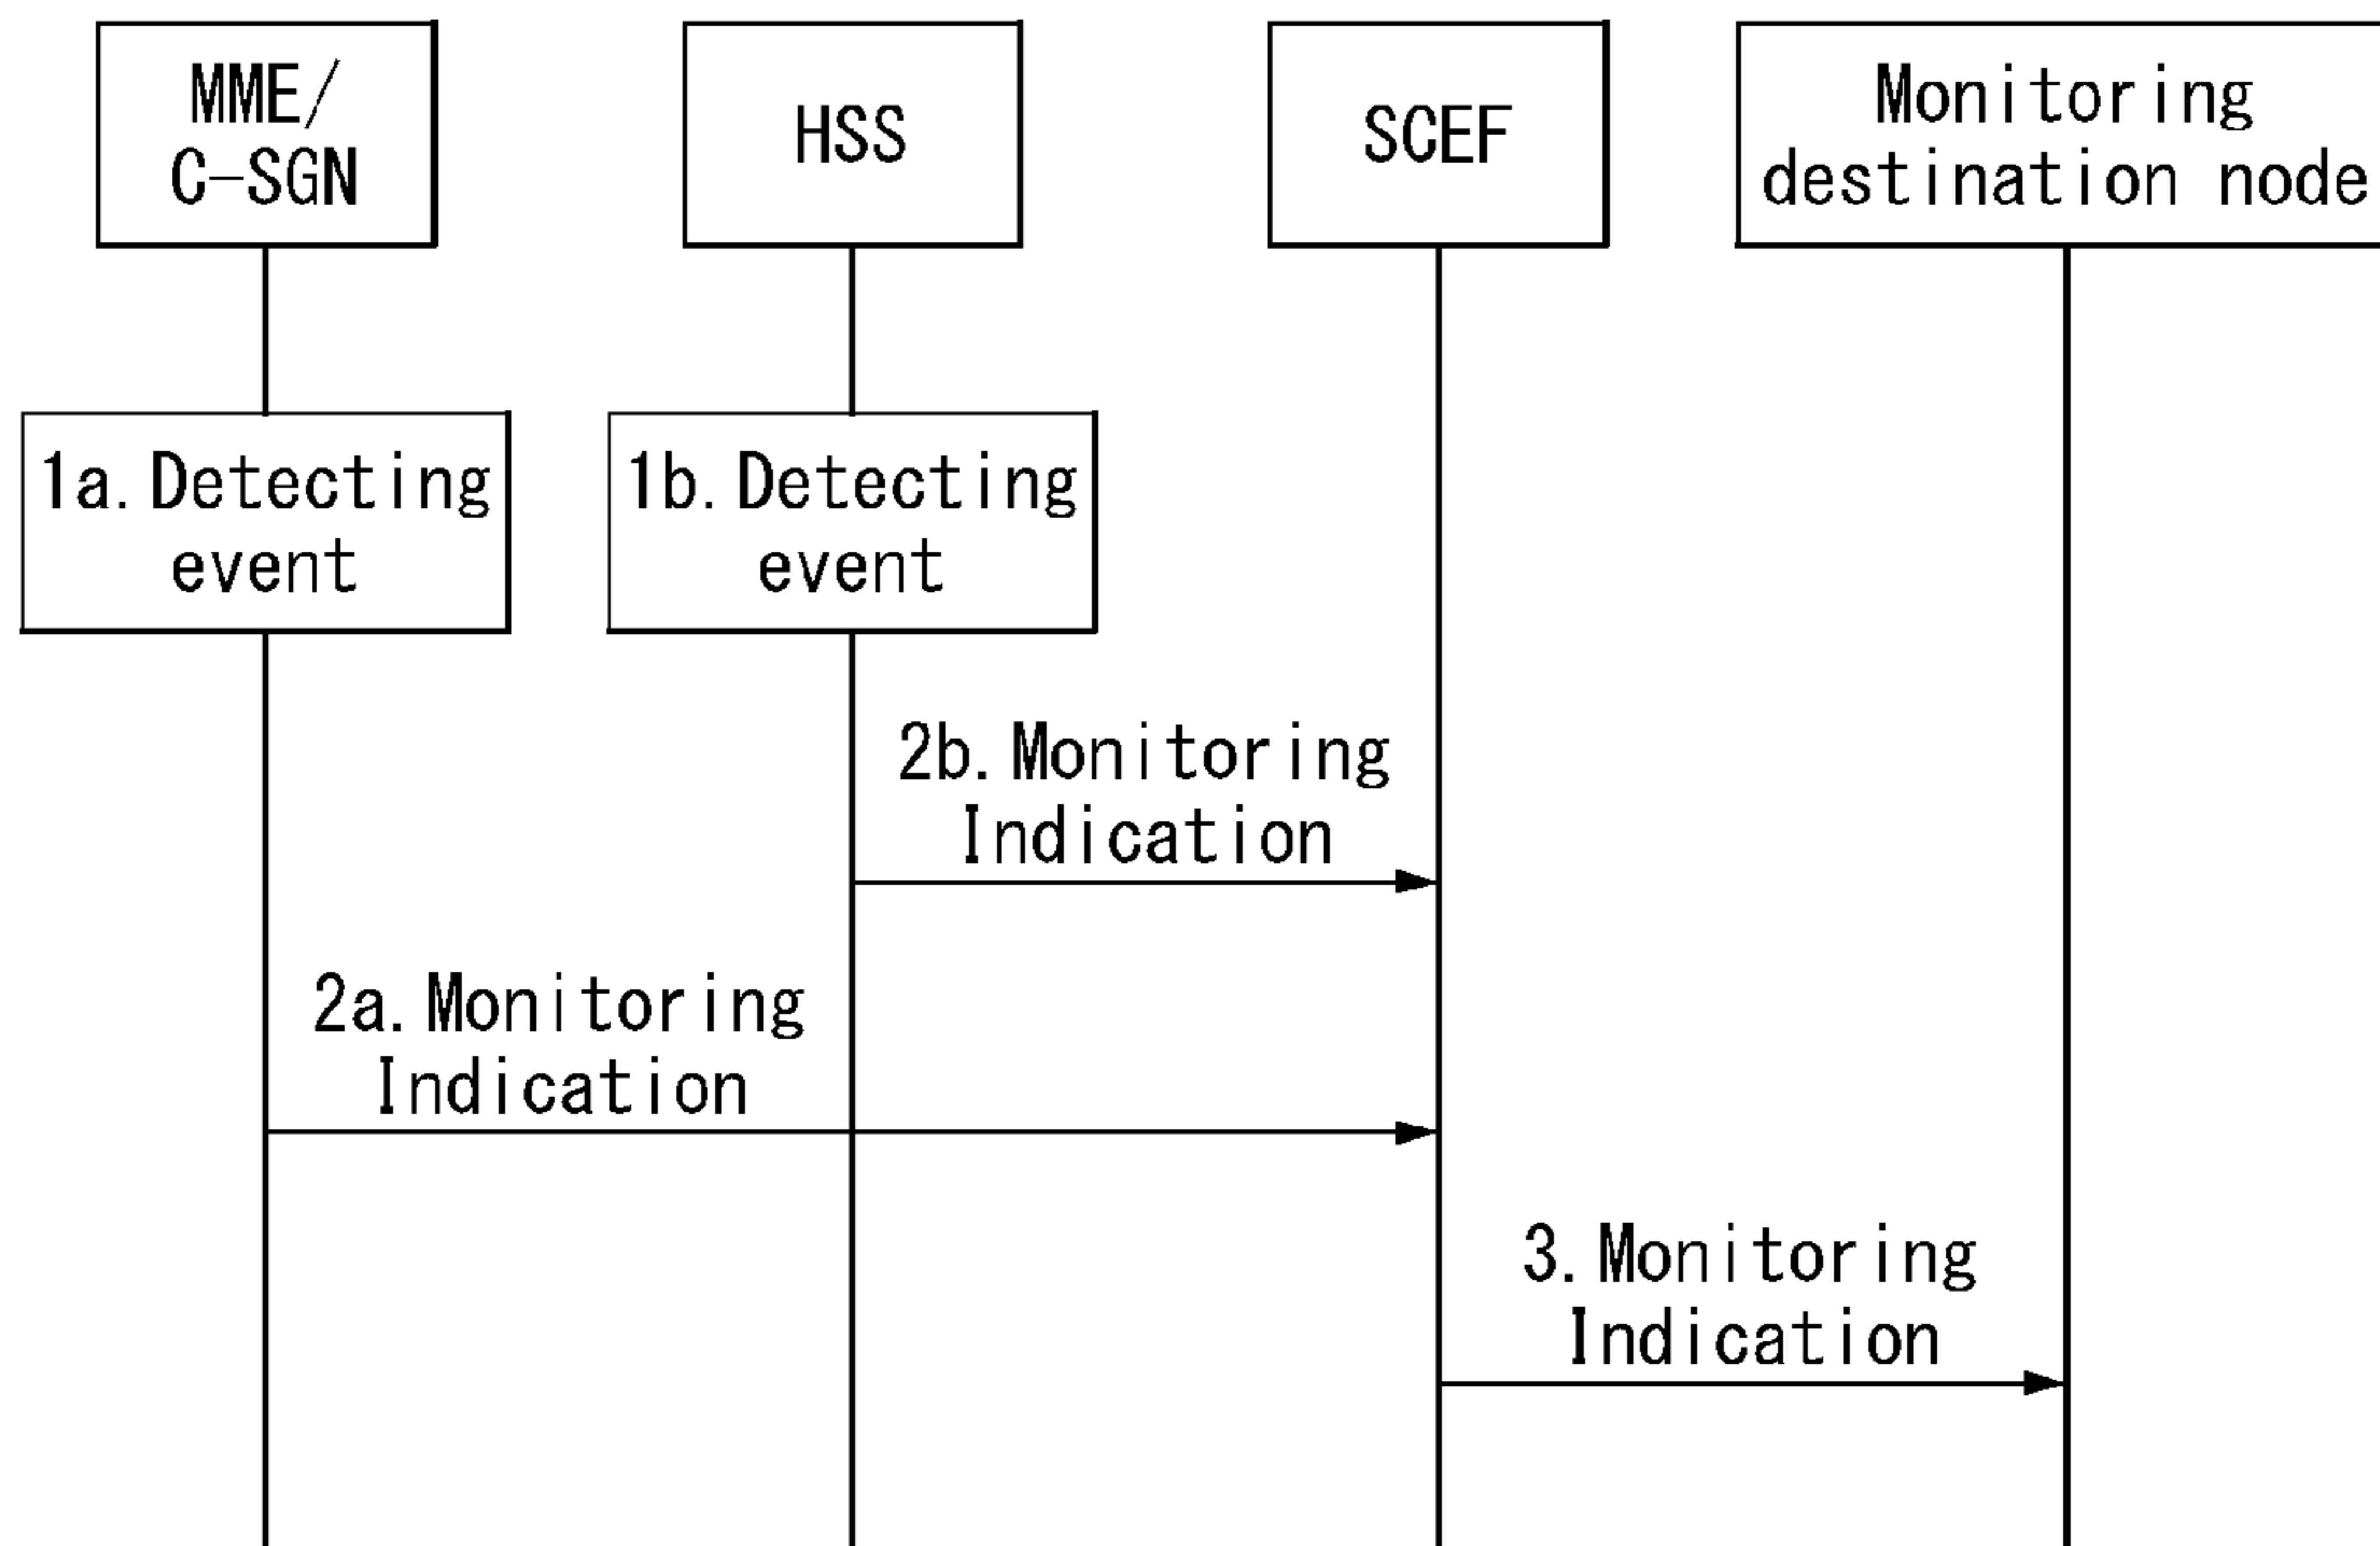 MME/
C-SGN
HSS
SCEF
Monitoring
destination node
1a. Detecting
event
1b. Detecting
event
2b. Monitoring
Indication
2a. Monitoring
Indication
3. Monitoring
Indication